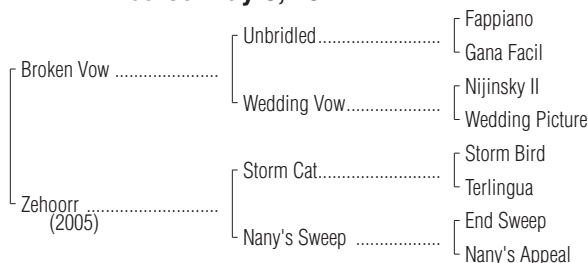 Fappiano
Unbridled
Gana Facil
Broken Vow
Nijinsky II
Wedding Vow
Wedding Picture
Storm Bird
Storm Cat
Terlingua
Zehoorr
(2005)
End Sweep
Nany's Sweep
Nany's Appeal